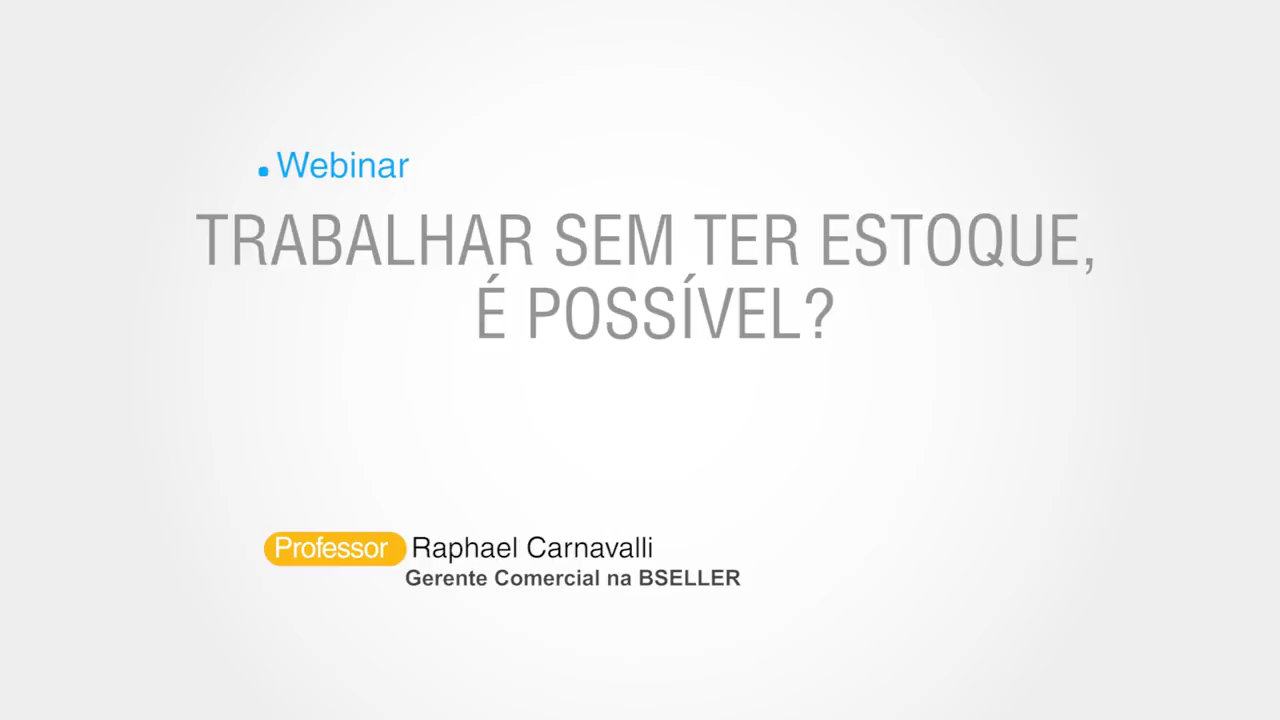 Webinar
TRABALHAR SEM TER ESTOQUE,
É POSSÍVEL?
Professor Raphael Carnavalli
Gerente Comercial na BSELLER